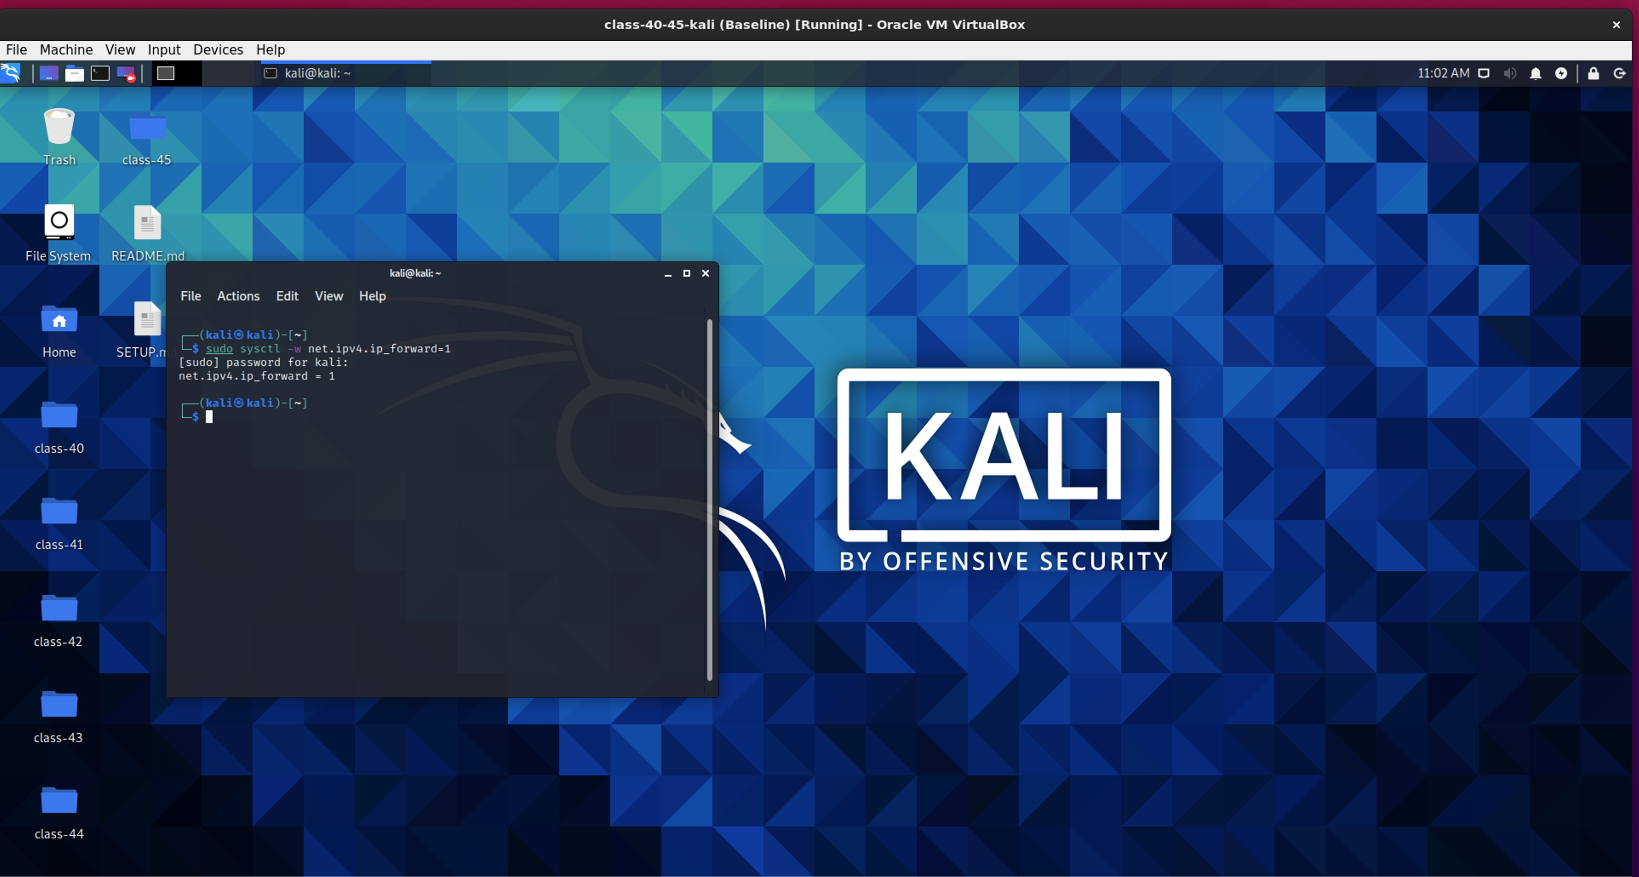 class-40-45-kali (Baseline) [Running] - Oracle VM VirtualBox
File Machine View Input Devices Help
kali@kali: ~
11:02 AM
Trash
class-45
File System
README.md
Home
SETUP.m
class-40
class-41
class-42
class-43
class-44
kali@kali: ~
File Actions Edit View Help
┌──(kali㉿kali)-[~]
└─$ sudo sysctl -w net.ipv4.ip_forward=1
[sudo] password for kali:
net.ipv4.ip_forward = 1
┌──(kali㉿kali)-[~]
└─$
KALI
BY OFFENSIVE SECURITY